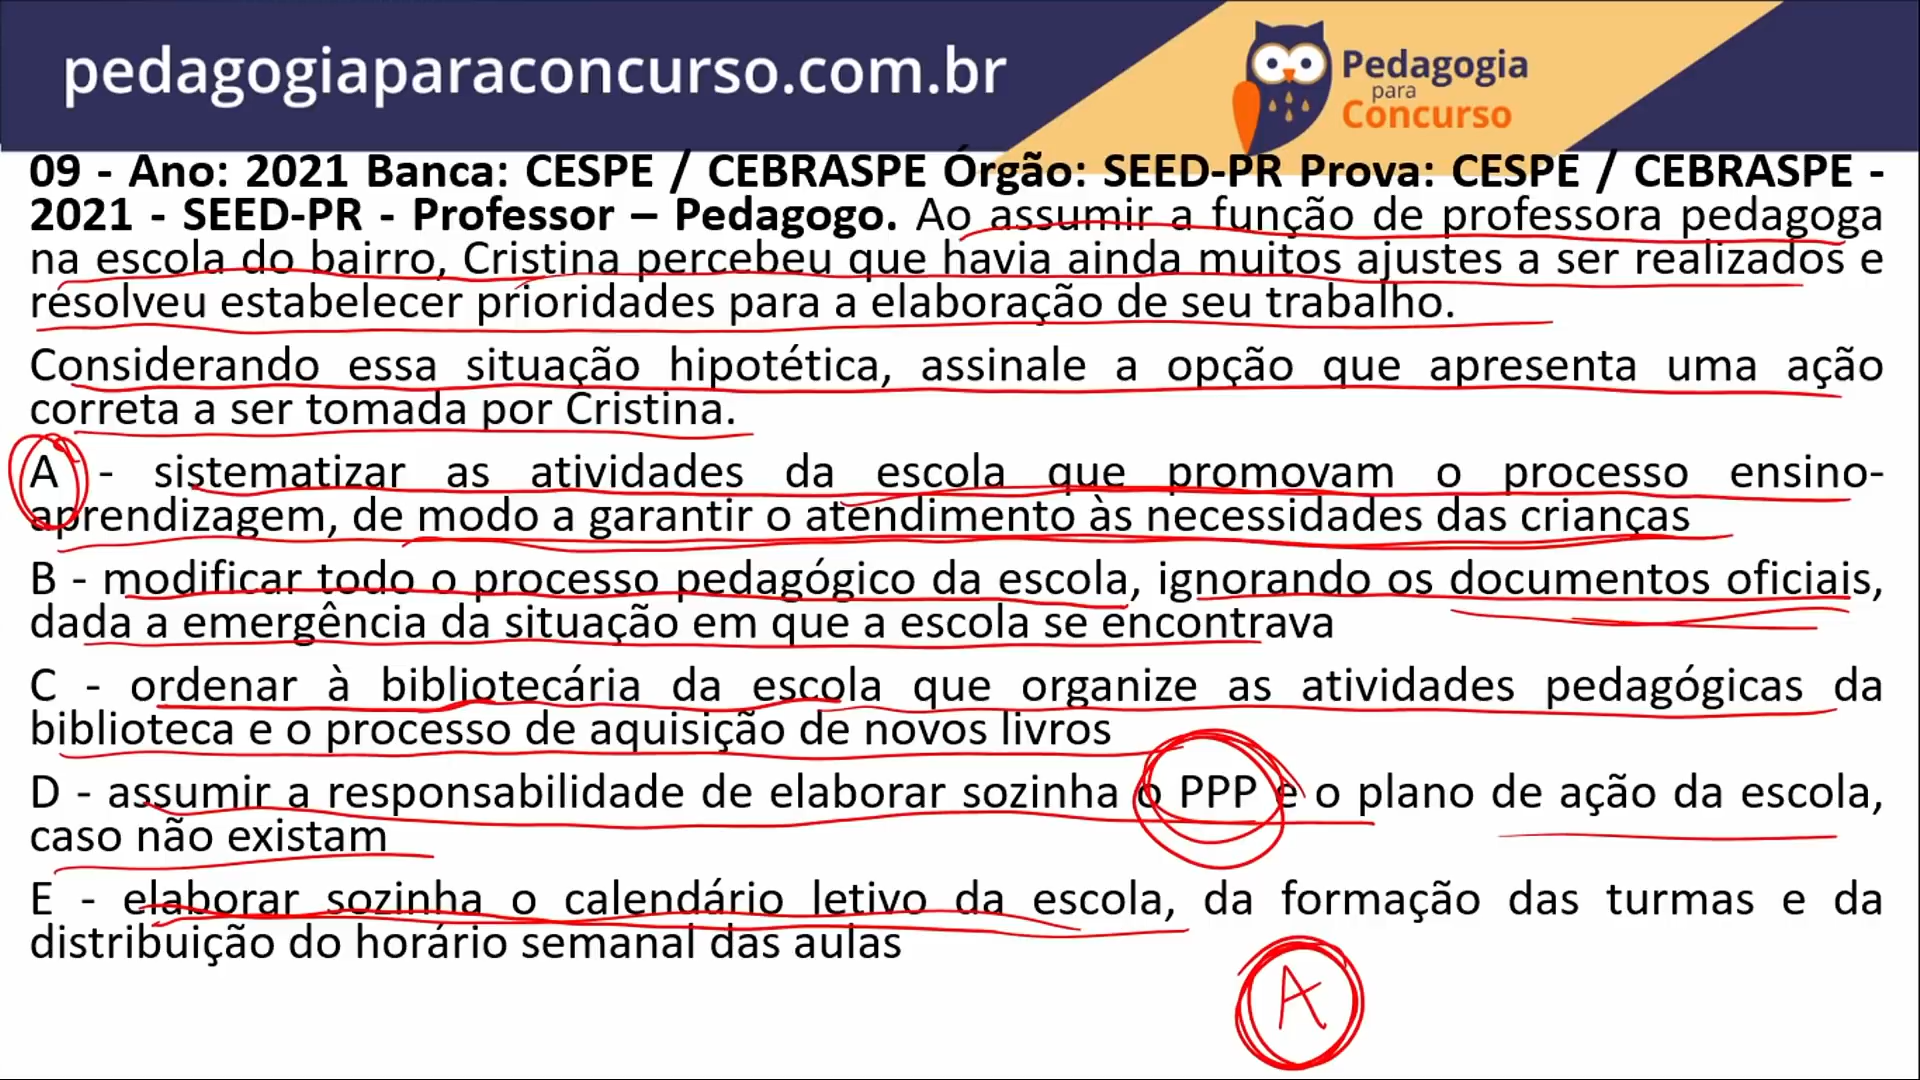 pedagogiaparaconcurso.com.br
Pedagogia
para
Concurso
09 - Ano: 2021 Banca: CESPE / CEBRASPE Órgão: SEED-PR Prova: CESPE / CEBRASPE -
2021 - SEED-PR - Professor – Pedagogo. Ao assumir a função de professora pedagoga
na escola do bairro, Cristina percebeu que havia ainda muitos ajustes a ser realizados e
resolveu estabelecer prioridades para a elaboração de seu trabalho.
Considerando essa situação hipotética, assinale a opção que apresenta uma ação
correta a ser tomada por Cristina.
A - sistematizar as atividades da escola que promovam o processo ensino-
aprendizagem, de modo a garantir o atendimento às necessidades das crianças
B - modificar todo o processo pedagógico da escola, ignorando os documentos oficiais,
dada a emergência da situação em que a escola se encontrava
C - ordenar à bibliotecária da escola que organize as atividades pedagógicas da
biblioteca e o processo de aquisição de novos livros
D - assumir a responsabilidade de elaborar sozinha o PPP e o plano de ação da escola,
caso não existam
E - elaborar sozinha o calendário letivo da escola, da formação das turmas e da
distribuição do horário semanal das aulas
A